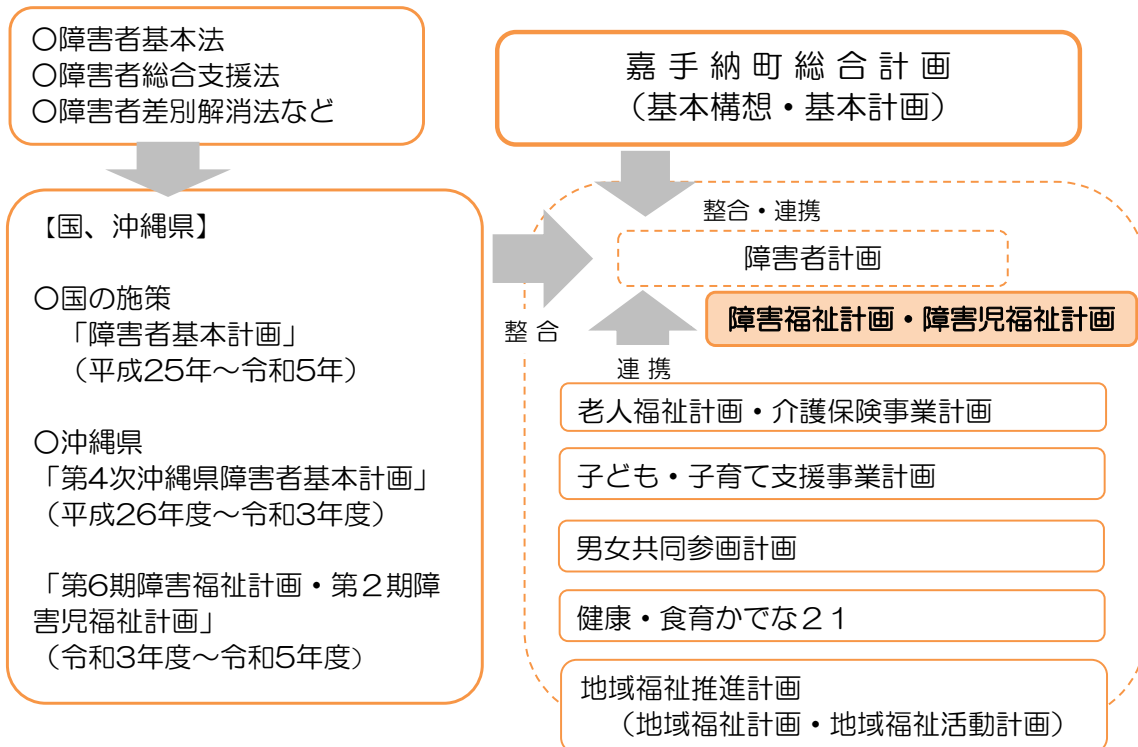 〇障害者基本法
〇障害者総合支援法
〇障害者差別解消法など
嘉手納町総合計画
（基本構想・基本計画）
【国、沖縄県】
〇国の施策
「障害者基本計画」
（平成25年～令和5年）
〇沖縄県
「第4次沖縄県障害者基本計画」
（平成26年度～令和3年度）
「第6期障害福祉計画・第２期障
害児福祉計画」
（令和3年度～令和5年度）
整合
整合・連携
障害者計画
障害福祉計画・障害児福祉計画
連携
老人福祉計画・介護保険事業計画
子ども・子育て支援事業計画
男女共同参画計画
健康・食育かでな２１
地域福祉推進計画
（地域福祉計画・地域福祉活動計画）